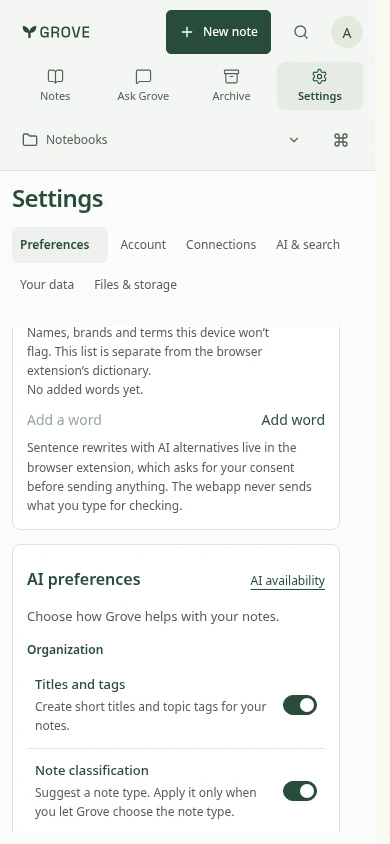 GROVE
+ New note
A
Notes
Ask Grove
Archive
Settings
Notebooks
⌘
Settings
Preferences
Account
Connections
AI & search
Your data
Files & storage
Names, brands and terms this device won't
flag. This list is separate from the browser
extension's dictionary.
No added words yet.
Add a word
Add word
Sentence rewrites with AI alternatives live in the
browser extension, which asks for your consent
before sending anything. The webapp never sends
what you type for checking.
AI preferences
AI availability
Choose how Grove helps with your notes.
Organization
Titles and tags
Create short titles and topic tags for your
notes.
Note classification
Suggest a note type. Apply it only when
you let Grove choose the note type.